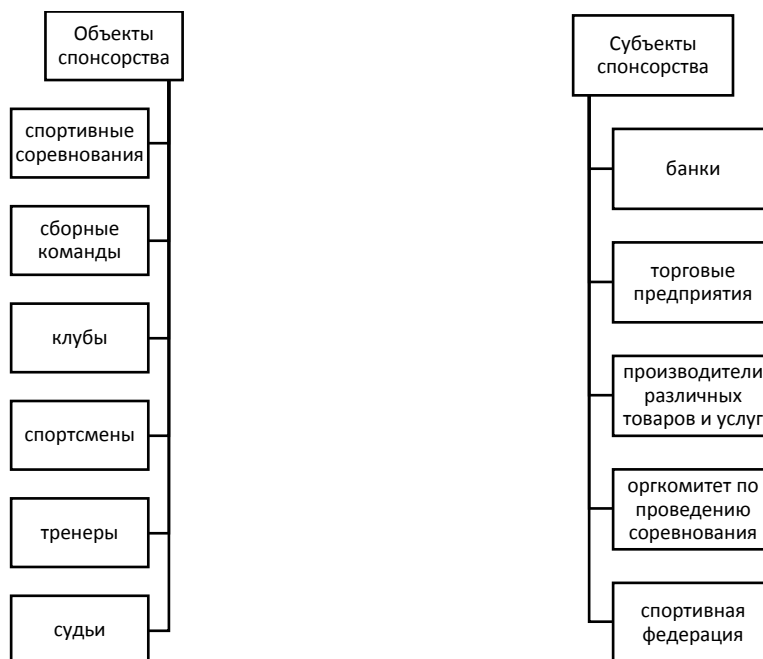 Объекты
спонсорства
спортивные
соревнования
сборные
команды
клубы
спортсмены
тренеры
судьи
Субъекты
спонсорства
банки
торговые
предприятия
производители
различных
товаров и услуг
оргкомитет по
проведению
соревнования
спортивная
федерация